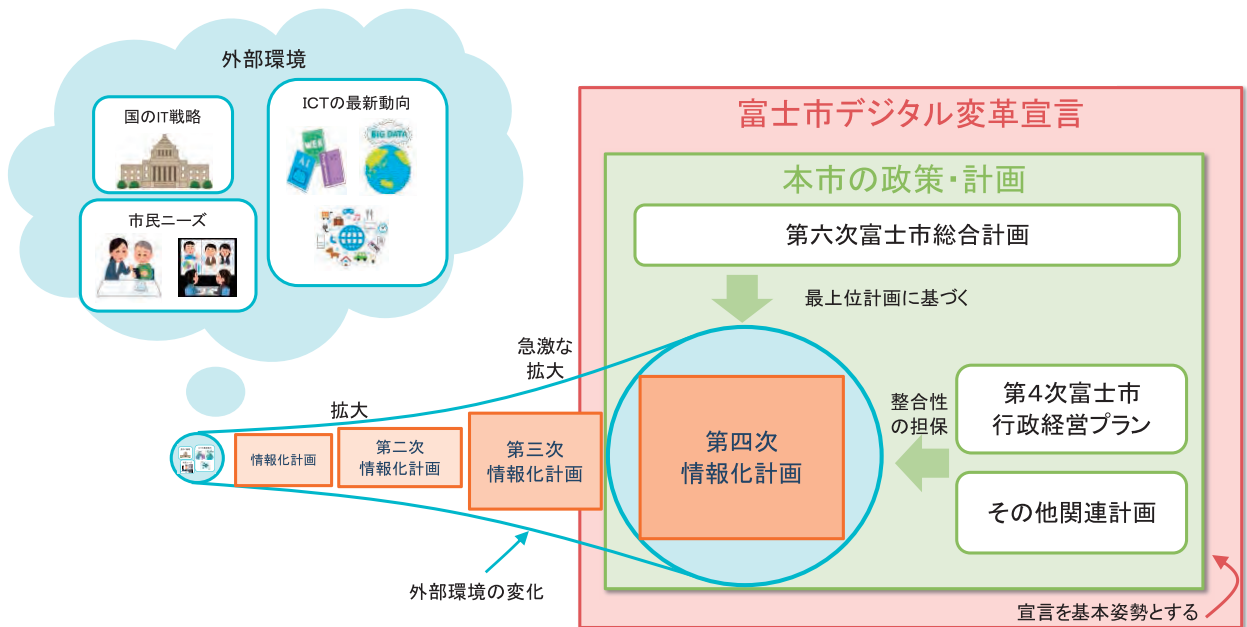 外部環境
国のIT戦略
ICTの最新動向
AI
WEB
BIG DATA
市民ニーズ
富士市デジタル変革宣言
本市の政策・計画
第六次富士市総合計画
最上位計画に基づく
急激な
拡大
拡大
情報化計画
第二次
情報化計画
第三次
情報化計画
第四次
情報化計画
整合性
の担保
第4次富士市
行政経営プラン
その他関連計画
外部環境の変化
宣言を基本姿勢とする